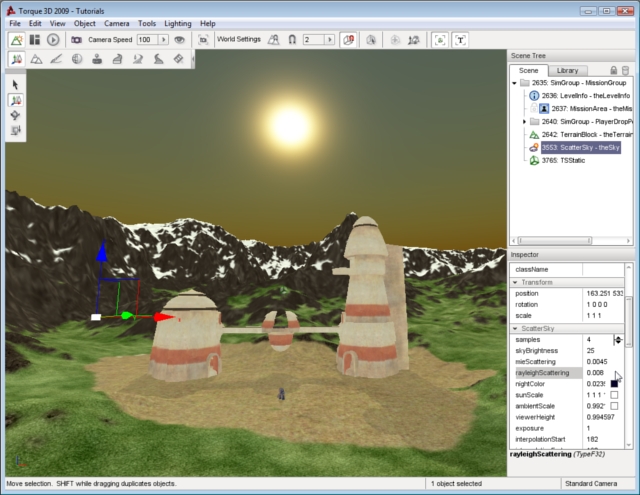 Torque 3D 2009 - Tutorials
File Edit View Object Camera Tools Lighting Help
Camera Speed 100 World Settings 2
Scene Tree
Scene Library
2635: SimGroup - MissionGroup
2636: LevelInfo - theLevelInfo
2637: MissionArea - theMis
2640: SimGroup - PlayerDropP
2642: TerrainBlock - theTerrain
3553: ScatterSky - theSky
3765: TSStatic
Inspector
className
Transform
position 163.251 533
rotation 1 0 0 0
scale 1 1 1
ScatterSky
samples 4
skyBrightness 25
mieScattering 0.0045
rayleighScattering 0.008
nightColor 0.023
sunScale 1 1 1
ambientScale 0.992
viewerHeight 0.994597
exposure 1
interpolationStart 182
rayleighScattering (TypeF32)
Move selection. SHIFT while dragging duplicates objects. 1 object selected Standard Camera